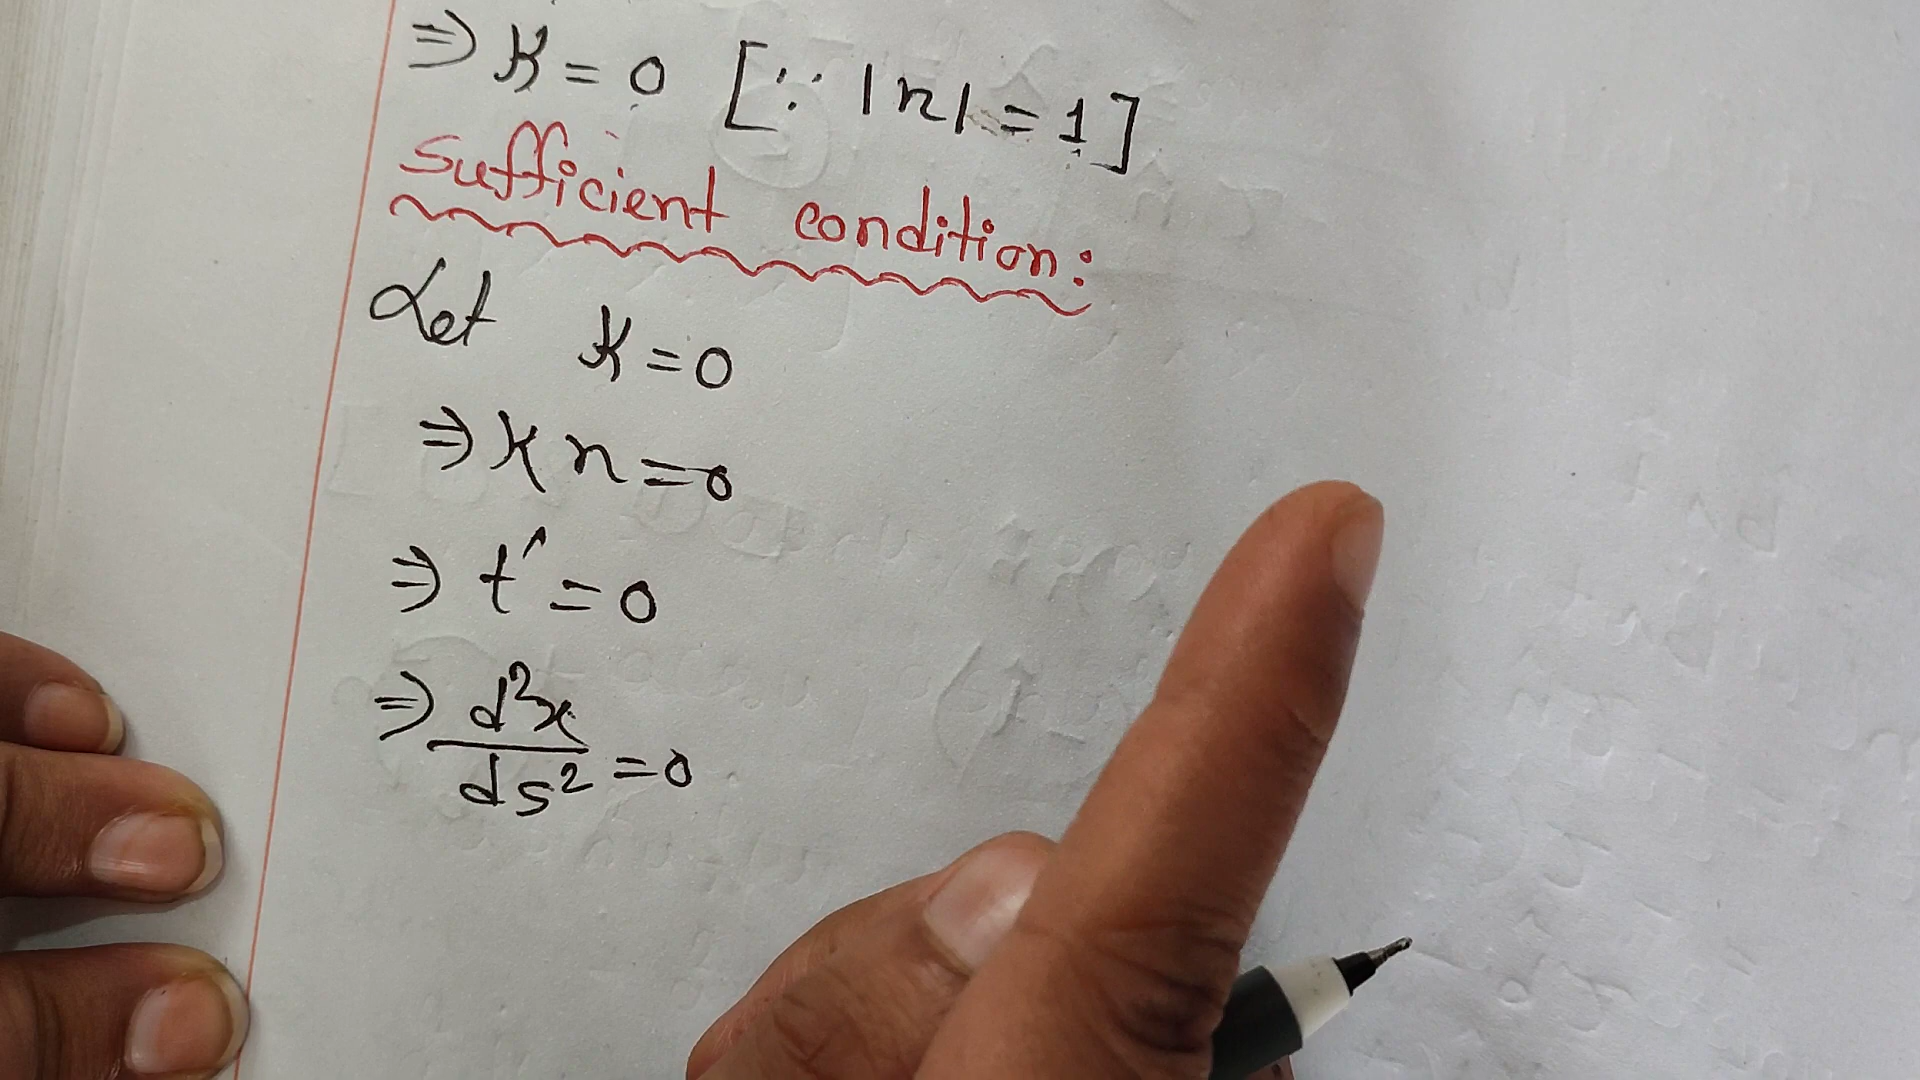 ⇒ K = 0 [∵ |n| = 1]
Sufficient condition:
Let K = 0
⇒ K n = 0
⇒ t' = 0
⇒ d²x/ds² = 0